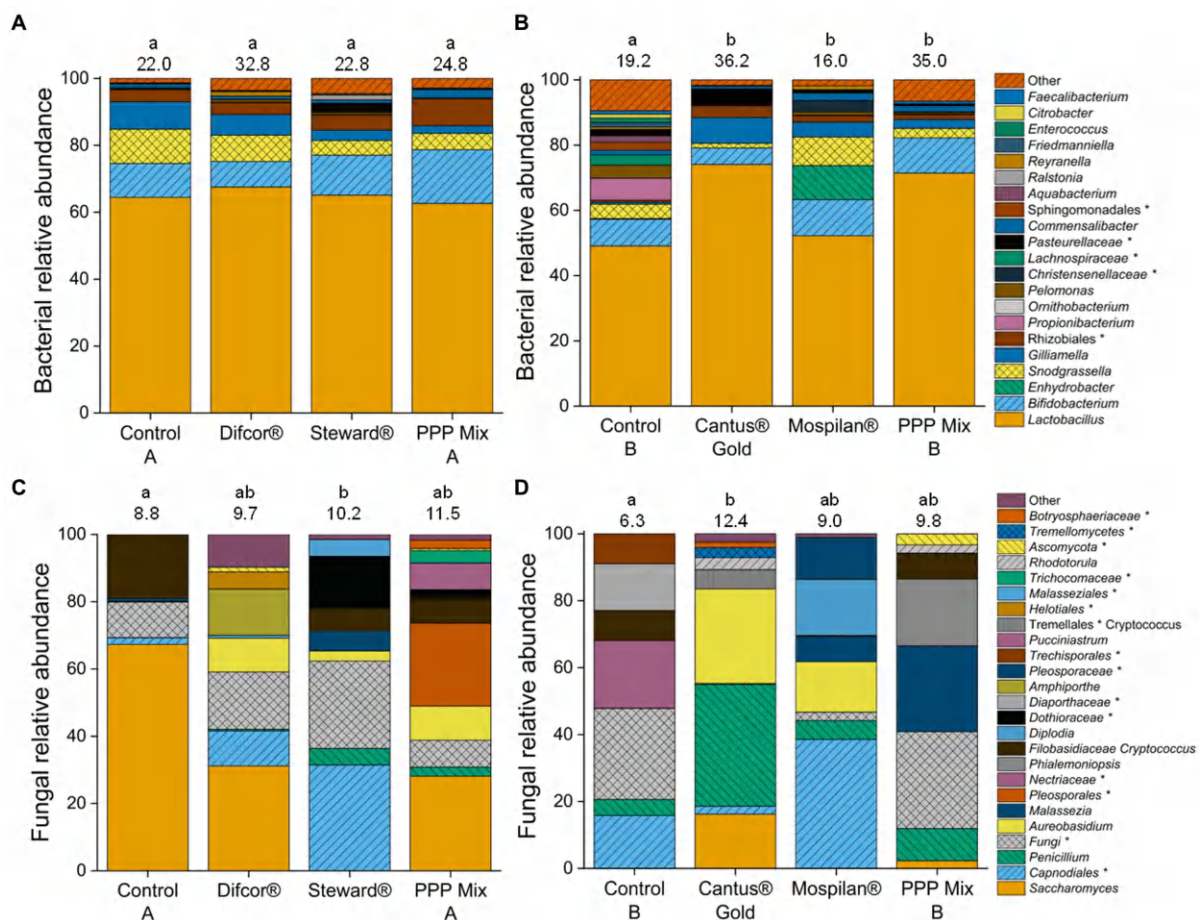 A
a a a a
22.0 32.8 22.8 24.8
Bacterial relative abundance
100
80
60
40
20
0
Control A
Difcor®
Steward®
PPP Mix A
B
a b b b
19.2 36.2 16.0 35.0
Bacterial relative abundance
100
80
60
40
20
0
Control B
Cantus® Gold
Mospilan®
PPP Mix B
Other
Faecalibacterium
Citrobacter
Enterococcus
Friedmanniella
Reyranella
Ralstonia
Aquabacterium
Sphingomonadales *
Commensalibacter
Pasteurellaceae *
Lachnospiraceae *
Christensenellaceae *
Pelomonas
Ornithobacterium
Propionibacterium
Rhizobiales *
Gilliamella
Snodgrassella
Enhydrobacter
Bifidobacterium
Lactobacillus
C
a ab b ab
8.8 9.7 10.2 11.5
Fungal relative abundance
100
80
60
40
20
0
Control A
Difcor®
Steward®
PPP Mix A
D
a b ab ab
6.3 12.4 9.0 9.8
Fungal relative abundance
100
80
60
40
20
0
Control B
Cantus® Gold
Mospilan®
PPP Mix B
Other
Botryosphaeriaceae *
Tremellomycetes *
Ascomycota *
Rhodotorula
Trichocomaceae *
Malasseziales *
Helotiales *
Tremellales * Cryptococcus
Pucciniastrum
Trechisporales *
Pleosporaceae *
Amphiporthe
Diaporthaceae *
Dothioraceae *
Diplodia
Filobasidiaceae Cryptococcus
Phialemoniopsis
Nectriaceae *
Pleosporales *
Malassezia
Aureobasidium
Fungi *
Penicillium
Capnodiales *
Saccharomyces